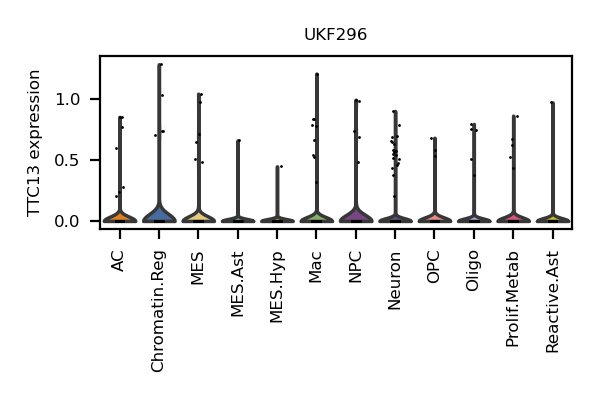 UKF296
TTC13 expression
1.0
0.5
0.0
AC
Chromatin.Reg
MES
MES.Ast
MES.Hyp
Mac
NPC
Neuron
OPC
Oligo
Prolif.Metab
Reactive.Ast